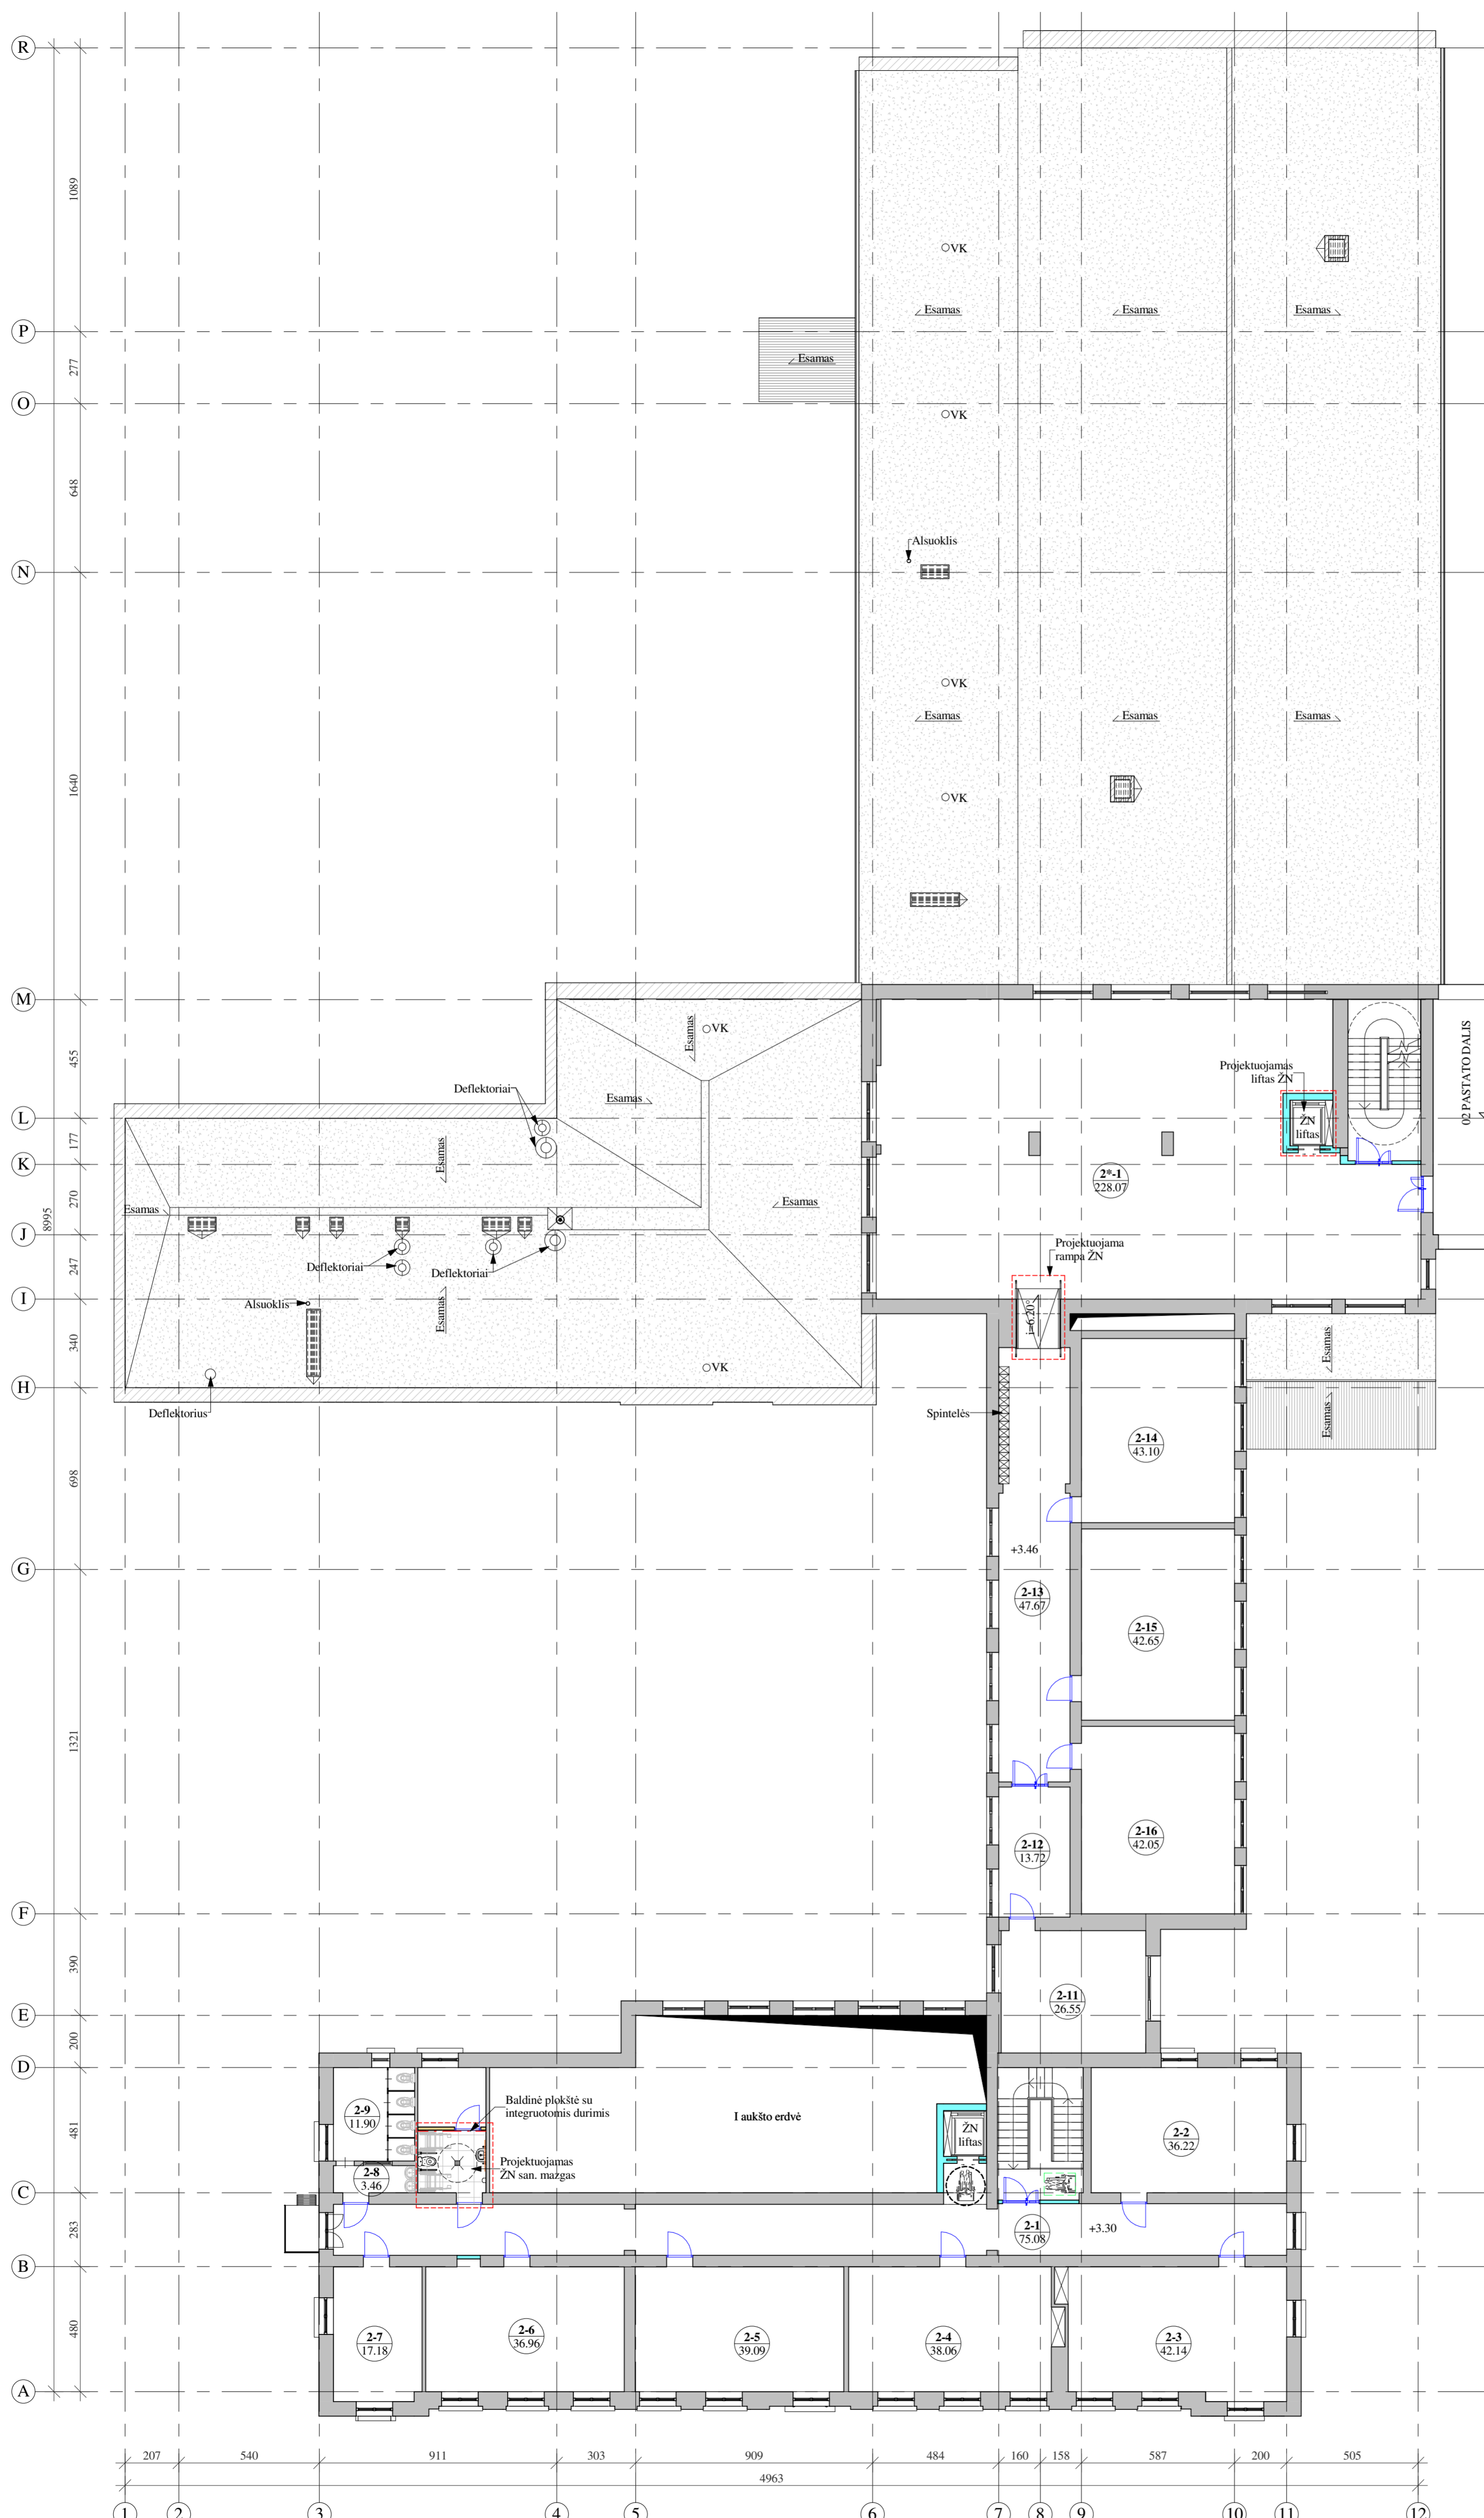 R
1089
VK
Esamas
Esamas
Esamas
P
277
Esamas
O
VK
648
Alsuoklis
N
VK
Esamas
Esamas
Esamas
1640
VK
M
455
Esamas
VK
Deflektoriai
Esamas
Projektuojamas
liftas ŽN
02 PASTATO DALIS
L
177
Esamas
ŽN
liftas
K
270
2*-1
228.07
8995
Esamas
Esamas
J
247
Deflektoriai
Deflektoriai
Projektuojama
rampa ŽN
I
Alsuoklis
Esamas
i=6.20°
340
Esamas
VK
H
Deflektorius
Spintelės
Esamas
698
2-14
43.10
+3.46
G
2-13
47.67
2-15
42.65
1321
2-12
13.72
2-16
42.05
F
390
2-11
26.55
E
200
D
481
2-9
11.90
Baldinė plokštė su
integruotomis durimis
I aukšto erdvė
ŽN
liftas
2-2
36.22
Projektuojamas
ŽN san. mazgas
2-8
3.46
C
283
2-1
75.08
+3.30
B
480
2-7
17.18
2-6
36.96
2-5
39.09
2-4
38.06
2-3
42.14
A
207
540
911
303
909
484
160
158
587
200
505
4963
1
2
3
4
5
6
7
8
9
10
11
12